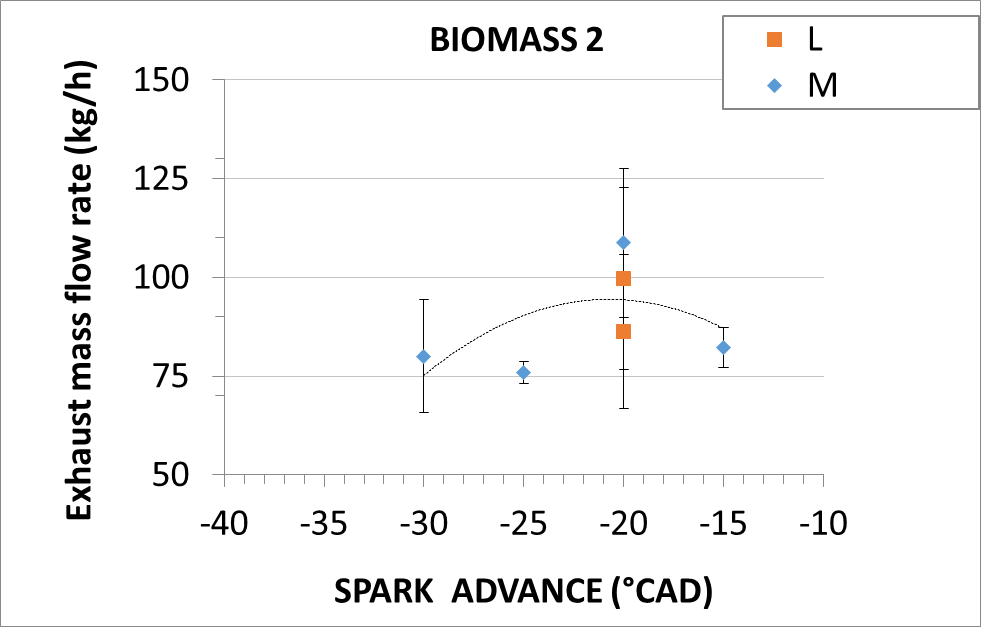 BIOMASS 2
L
M
Exhaust mass flow rate (kg/h)
150
125
100
75
50
-40 -35 -30 -25 -20 -15 -10
SPARK ADVANCE (°CAD)